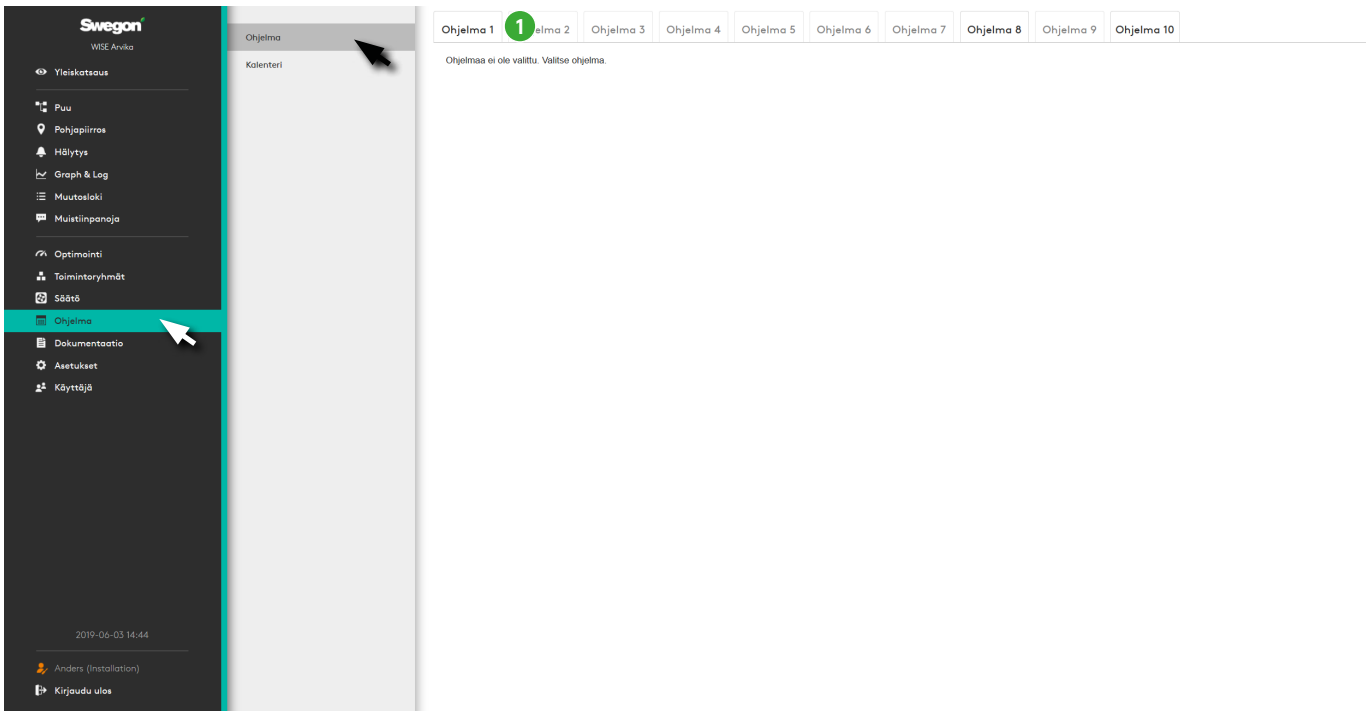 Swegon
WISE Arvika
Yleiskatsaus
Puu
Pohjapiirros
Hälytys
Graph & Log
Muutosloki
Muistiinpanoja
Optimointi
Toimintoryhmät
Säätö
Ohjelma
Dokumentaatio
Asetukset
Käyttäjä
2019-06-03 14:44
Anders (Installation)
Kirjaudu ulos
Ohjelma
Kalenteri
Ohjelma 1 1 elma 2 Ohjelma 3 Ohjelma 4 Ohjelma 5 Ohjelma 6 Ohjelma 7 Ohjelma 8 Ohjelma 9 Ohjelma 10
Ohjelmaa ei ole valittu. Valitse ohjelma.